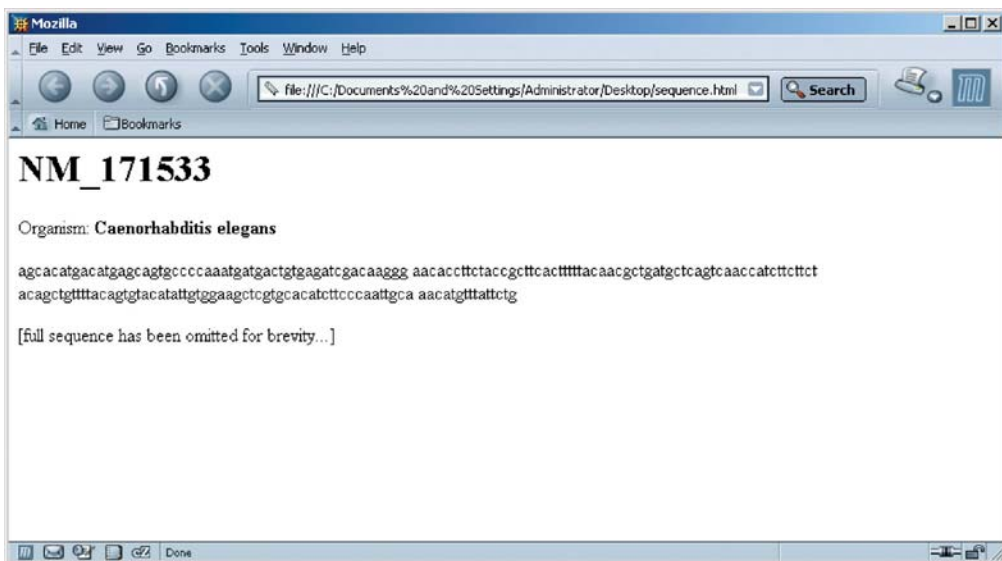 Mozilla
File Edit View Go Bookmarks Tools Window Help
file:///C:/Documents%20and%20Settings/Administrator/Desktop/sequence.html Search
Home Bookmarks
NM_171533
Organism: Caenorhabditis elegans
agcacatgacatgagcagtgccccaaatgatgactgtgagatcgacaaggg aacaccttctaccgcttcactttttacaacgctgatgctcagtcaaccatcttcttct
acagctgttttacagtgtacatattgtggaagctcgtgcacatcttcccaattgca aacatgtttattctg
[full sequence has been omitted for brevity...]
Done